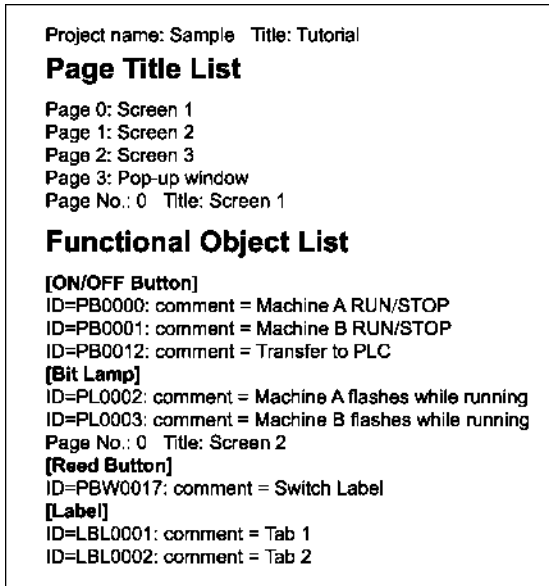 Project name: Sample Title: Tutorial
Page Title List
Page 0: Screen 1
Page 1: Screen 2
Page 2: Screen 3
Page 3: Pop-up window
Page No.: 0 Title: Screen 1
Functional Object List
[ON/OFF Button]
ID=PB0000: comment = Machine A RUN/STOP
ID=PB0001: comment = Machine B RUN/STOP
ID=PB0012: comment = Transfer to PLC
[Bit Lamp]
ID=PL0002: comment = Machine A flashes while running
ID=PL0003: comment = Machine B flashes while running
Page No.: 0 Title: Screen 2
[Reed Button]
ID=PBW0017: comment = Switch Label
[Label]
ID=LBL0001: comment = Tab 1
ID=LBL0002: comment = Tab 2